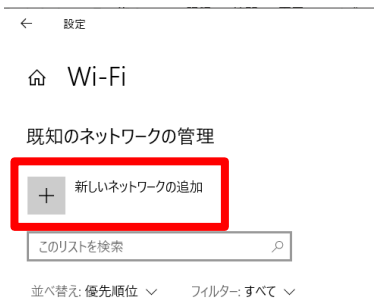 設定
Wi-Fi
既知のネットワークの管理
新しいネットワークの追加
このリストを検索
並べ替え: 優先順位 フィルター: すべて